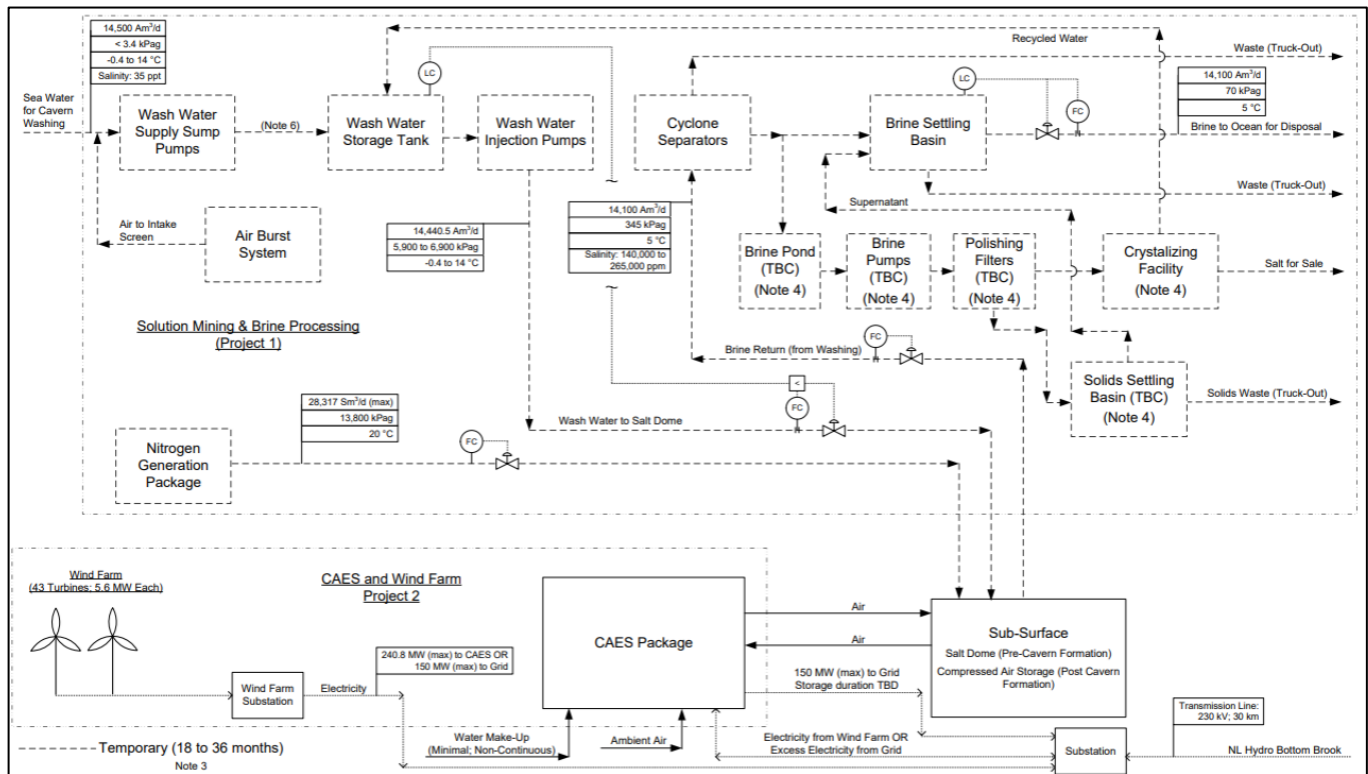 14,500 Am³/d
< 3.4 kPag
-0.4 to 14 °C
Salinity: 35 ppt
Sea Water
for Cavern
Washing
Wash Water
Supply Sump
Pumps
(Note 6)
Wash Water
Storage Tank
LC
Wash Water
Injection Pumps
Air to Intake
Screen
Air Burst
System
14,440.5 Am³/d
5,900 to 6,900 kPag
-0.4 to 14 °C
Recycled Water
Waste (Truck-Out)
Cyclone
Separators
LC
Brine Settling
Basin
FC
14,100 Am³/d
70 kPag
5 °C
Brine to Ocean for Disposal
Waste (Truck-Out)
Supernatant
14,100 Am³/d
345 kPag
5 °C
Salinity: 140,000 to
265,000 ppm
Brine Pond
(TBC)
(Note 4)
Brine
Pumps
(TBC)
(Note 4)
Polishing
Filters
(TBC)
(Note 4)
Crystalizing
Facility
(Note 4)
Salt for Sale
Solution Mining & Brine Processing
(Project 1)
Brine Return (from Washing)
FC
Solids Settling
Basin (TBC)
(Note 4)
Solids Waste (Truck-Out)
<
FC
Wash Water to Salt Dome
28,317 Sm³/d (max)
13,800 kPag
20 °C
Nitrogen
Generation
Package
FC
Wind Farm
(43 Turbines; 5.6 MW Each)
CAES and Wind Farm
Project 2
CAES Package
Air
Air
Sub-Surface
Salt Dome (Pre-Cavern Formation)
Compressed Air Storage (Post Cavern
Formation)
240.8 MW (max) to CAES OR
150 MW (max) to Grid
Wind Farm
Substation
Electricity
150 MW (max) to Grid
Storage duration TBD
Transmission Line:
230 kV; 30 km
Water Make-Up
(Minimal; Non-Continuous)
Ambient Air
Electricity from Wind Farm OR
Excess Electricity from Grid
Substation
NL Hydro Bottom Brook
Temporary (18 to 36 months)
Note 3